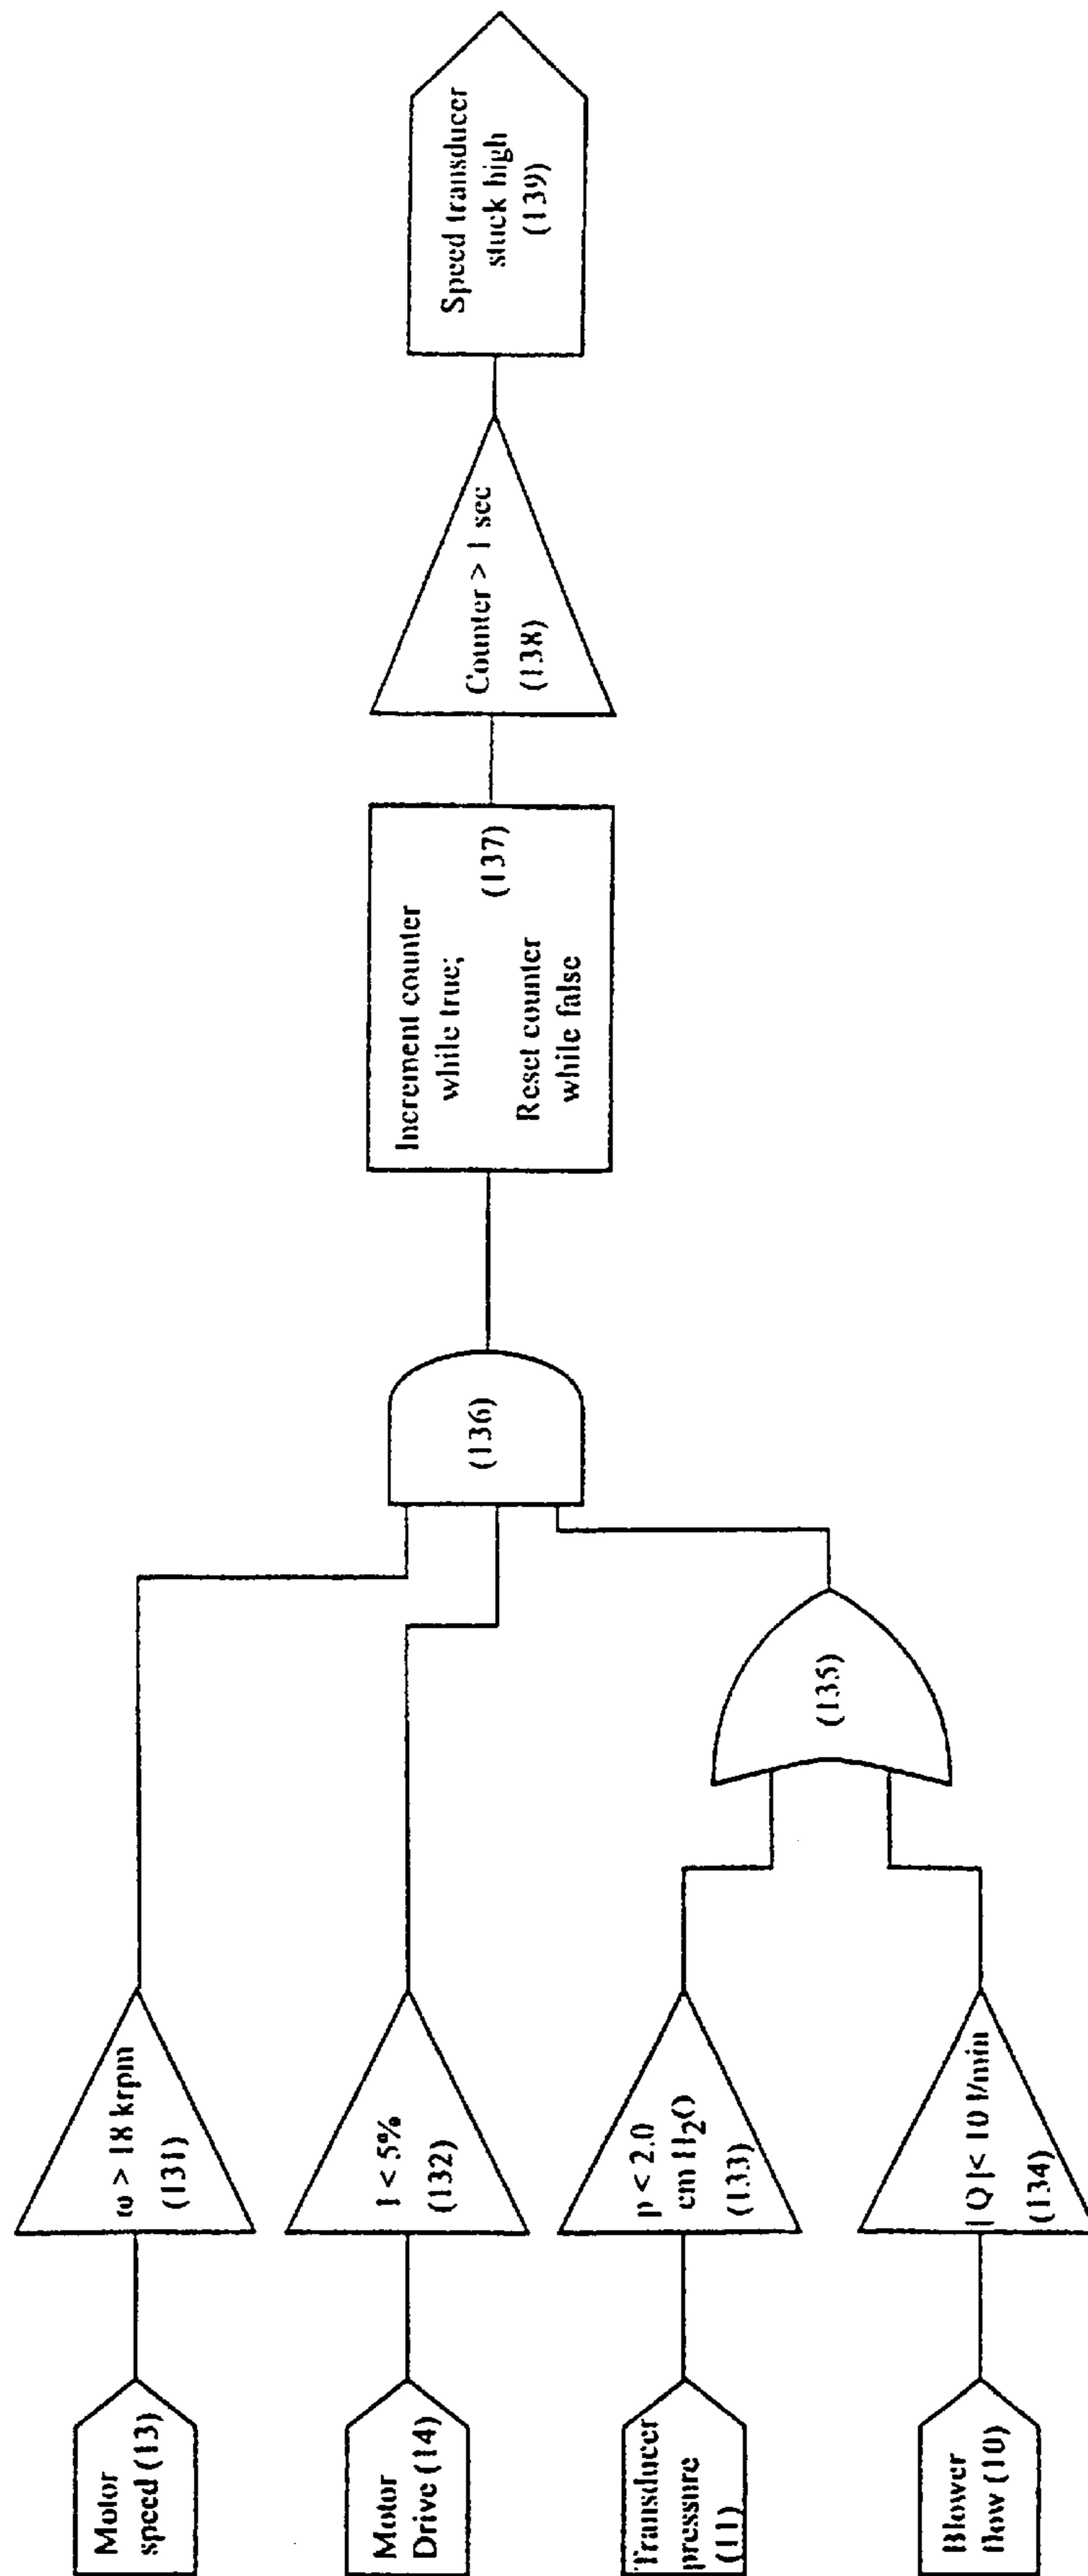 Motor
speed (13)
ω > 18 krpm
(131)
Motor
Drive (14)
I < 5%
(132)
Transducer
pressure
(11)
p < 2.0
cm H₂O
(133)
Blower
flow (10)
|Q|< 10 l/min
(134)
(135)
(136)
Increment counter
while true;
(137)
Reset counter
while false
Counter > 1 sec
(138)
Speed transducer
stuck high
(139)